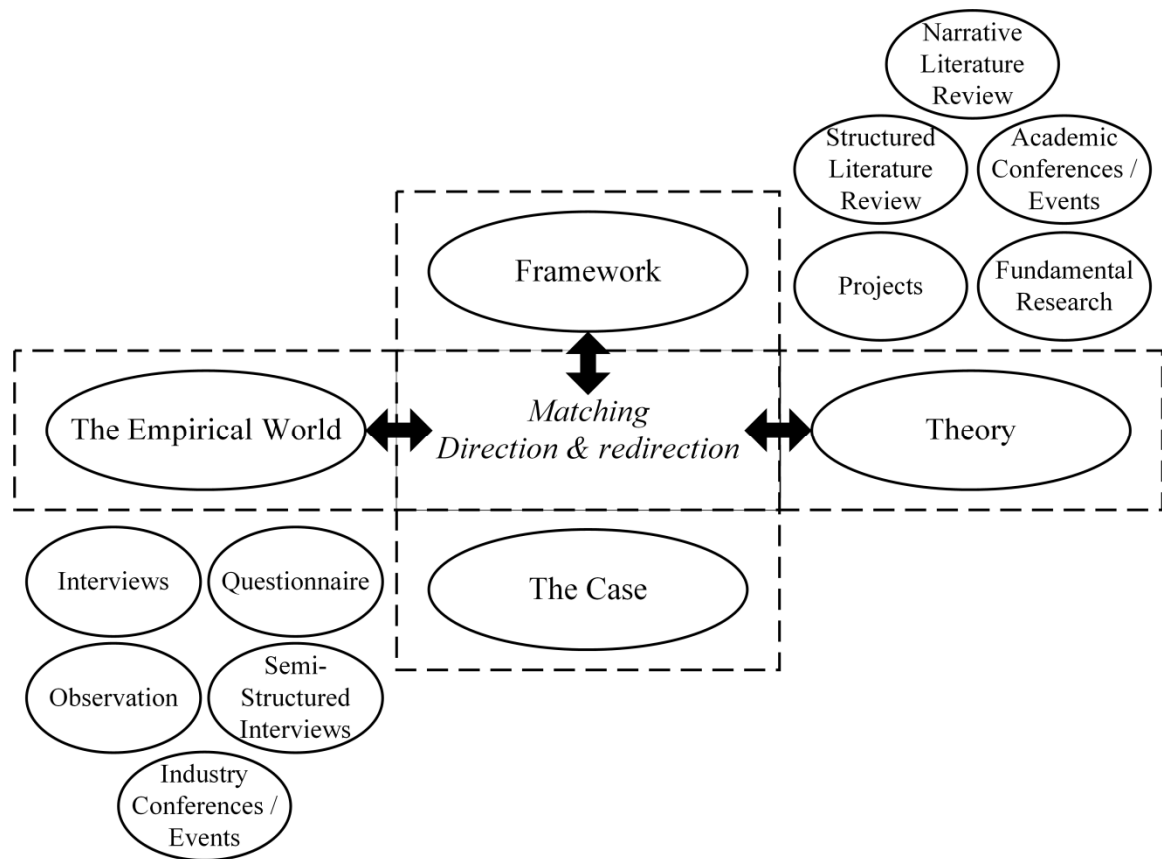 Narrative
Literature
Review
Structured
Literature
Review
Academic
Conferences /
Events
Framework
Projects
Fundamental
Research
The Empirical World
Matching
Direction & redirection
Theory
Interviews
Questionnaire
The Case
Observation
Semi-
Structured
Interviews
Industry
Conferences /
Events